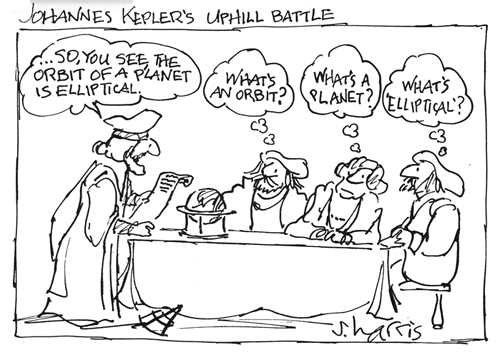 JOHANNES KEPLER'S UPHILL BATTLE
...SO, YOU SEE THE
ORBIT OF A PLANET
IS ELLIPTICAL.
WHAT'S
AN ORBIT?
WHAT'S A
PLANET?
WHAT'S
'ELLIPTICAL'?
S. Harris